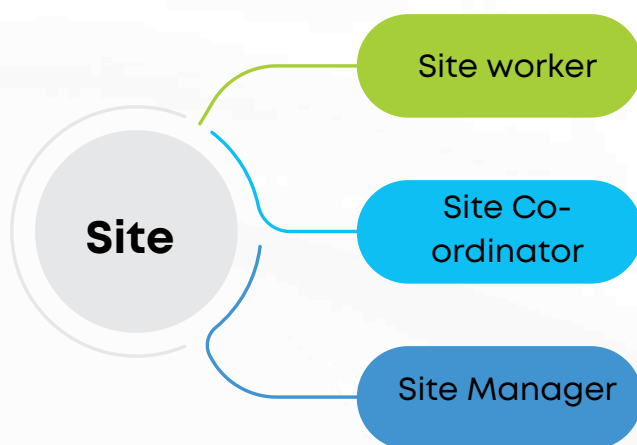 Site worker
Site Co-
ordinator
Site
Site Manager